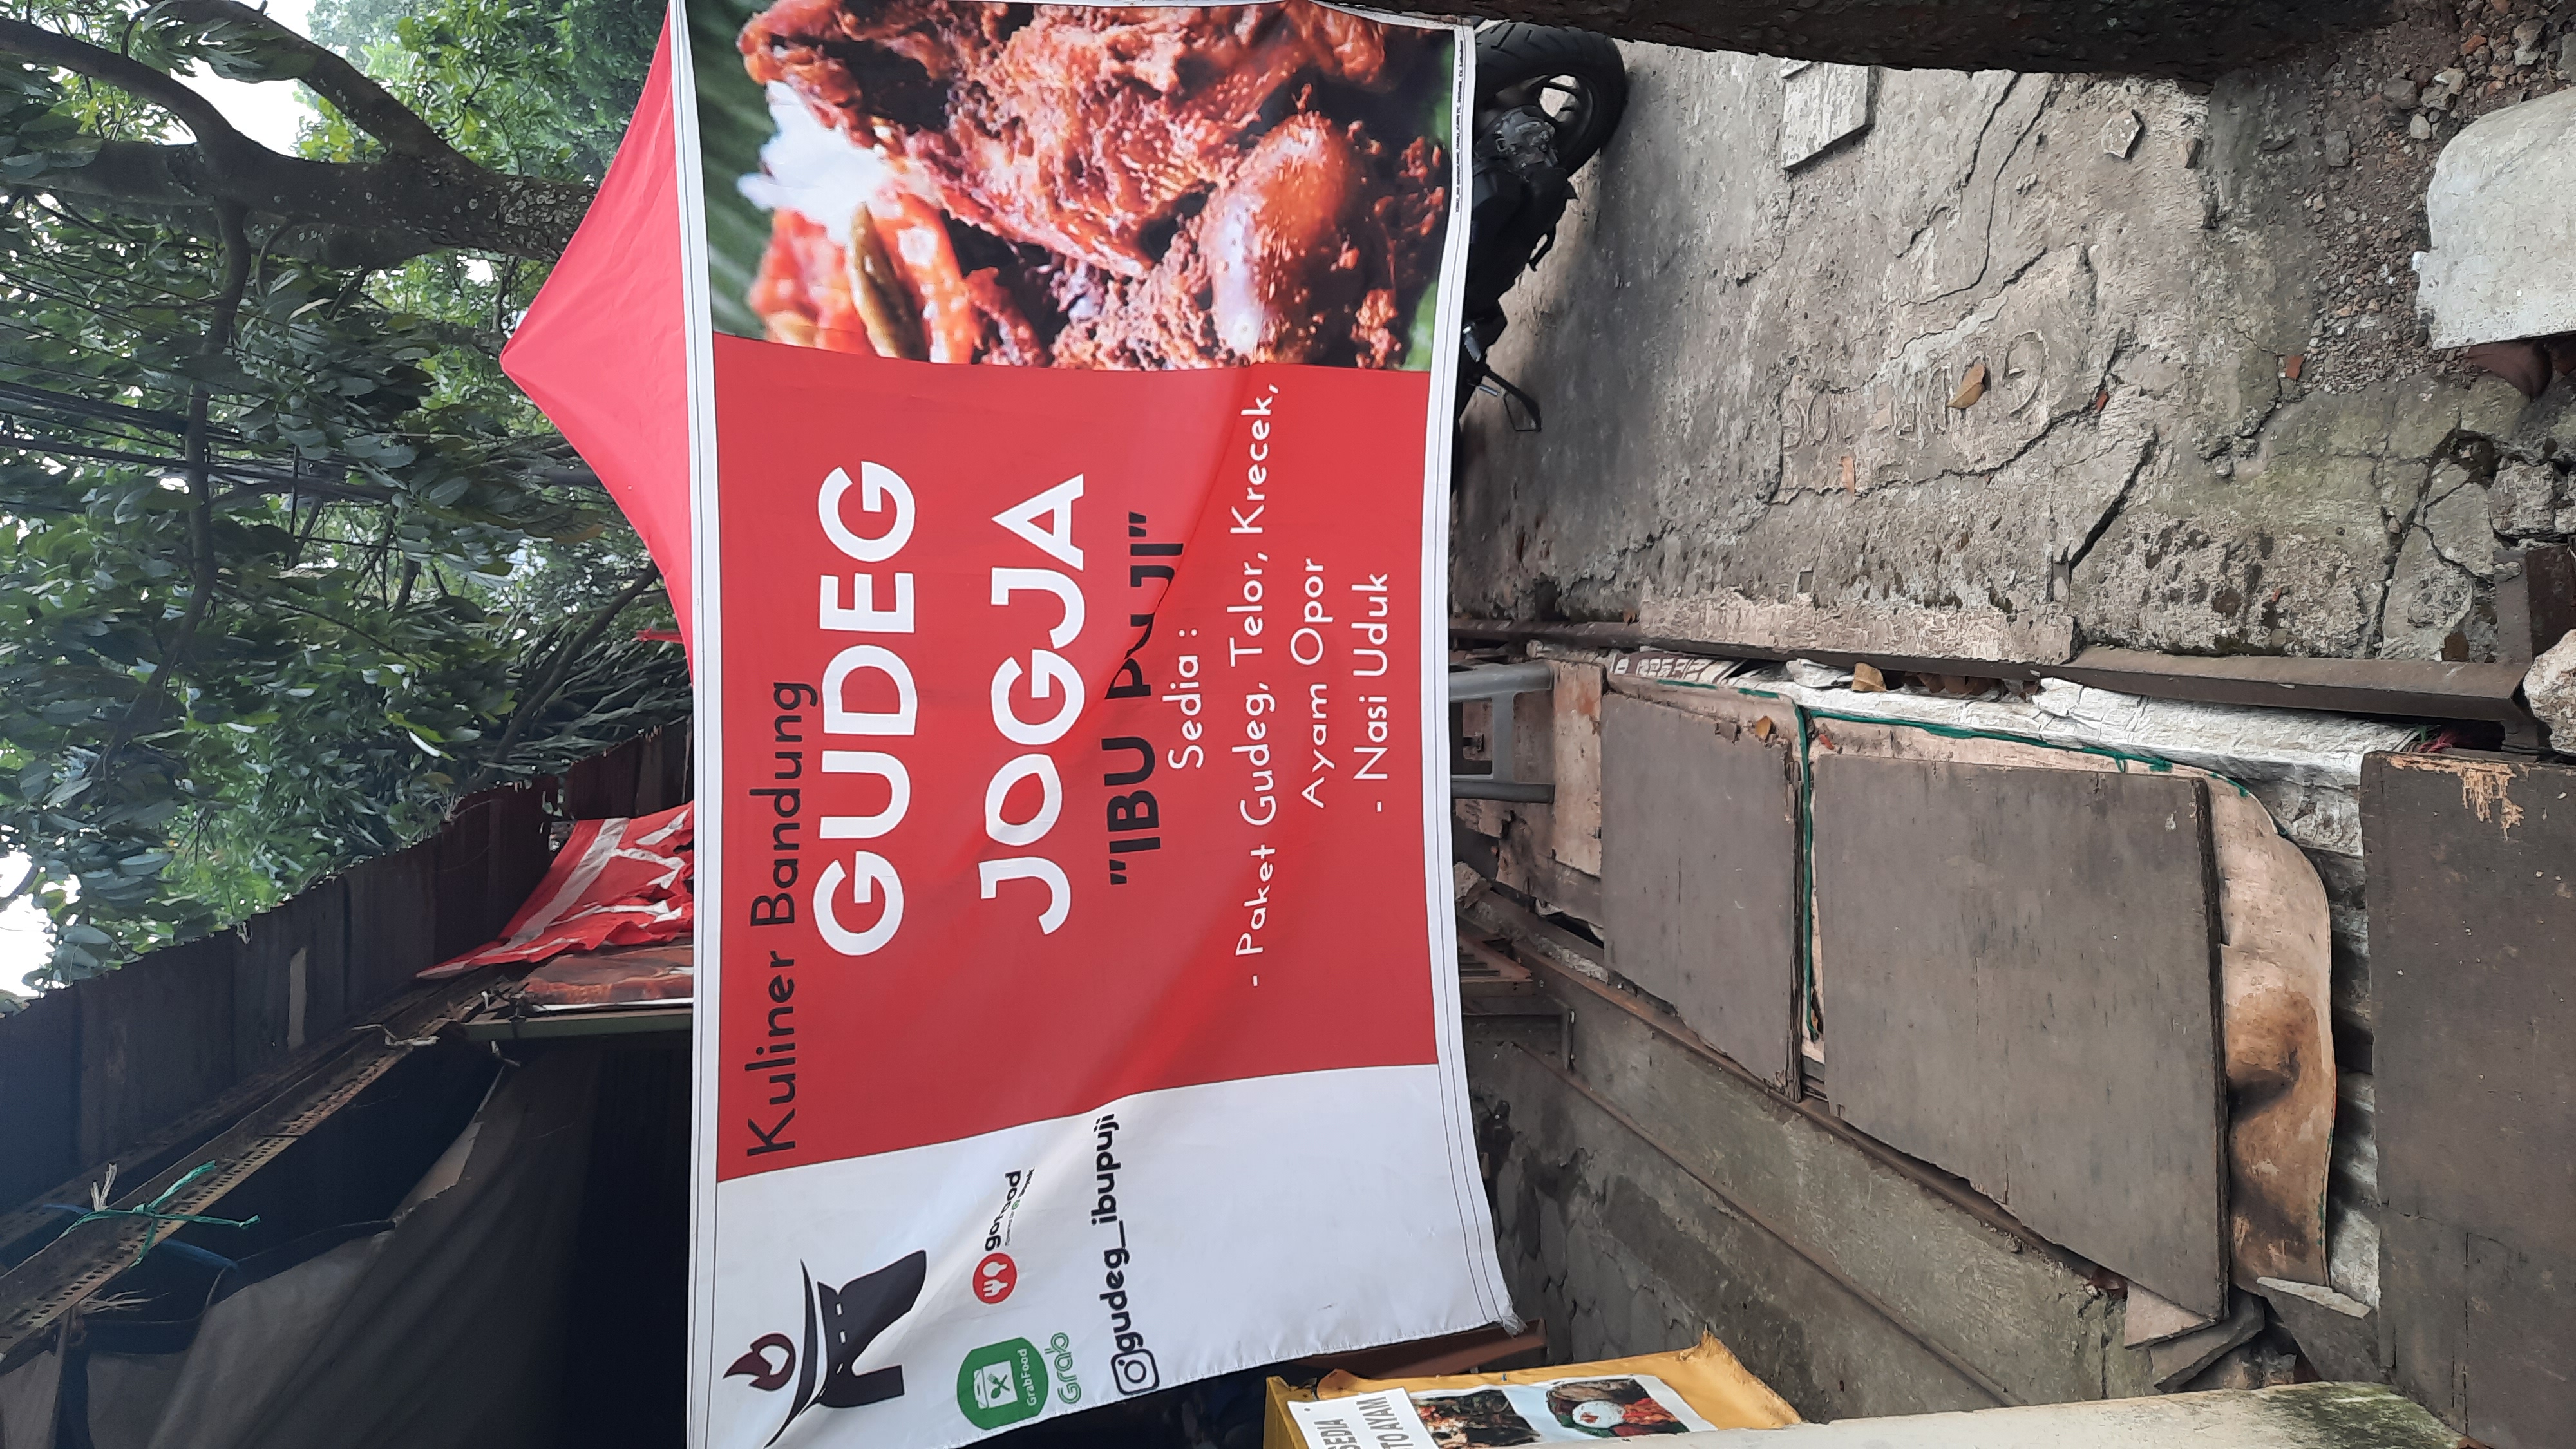 Kuliner Bandung
GUDEG
JOGJA
"IBU PUJI"
Sedia :
- Paket Gudeg, Telor, Krecek,
Ayam Opor
- Nasi Uduk
GrabFood
Grab
gofood
gudeg_ibupuji
SEDIA
TO AYAM